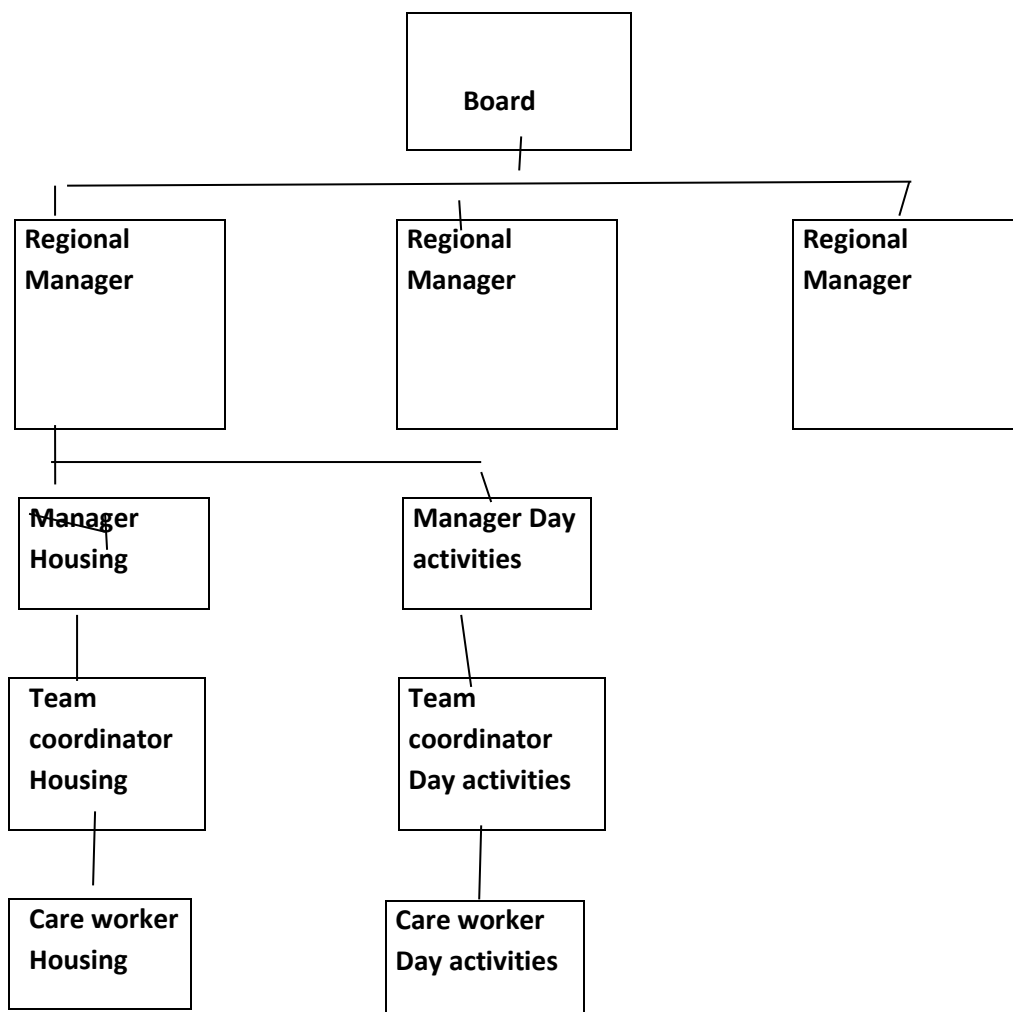 Board
Regional
Manager
Regional
Manager
Regional
Manager
Manager
Housing
Manager Day
activities
Team
coordinator
Housing
Team
coordinator
Day activities
Care worker
Housing
Care worker
Day activities